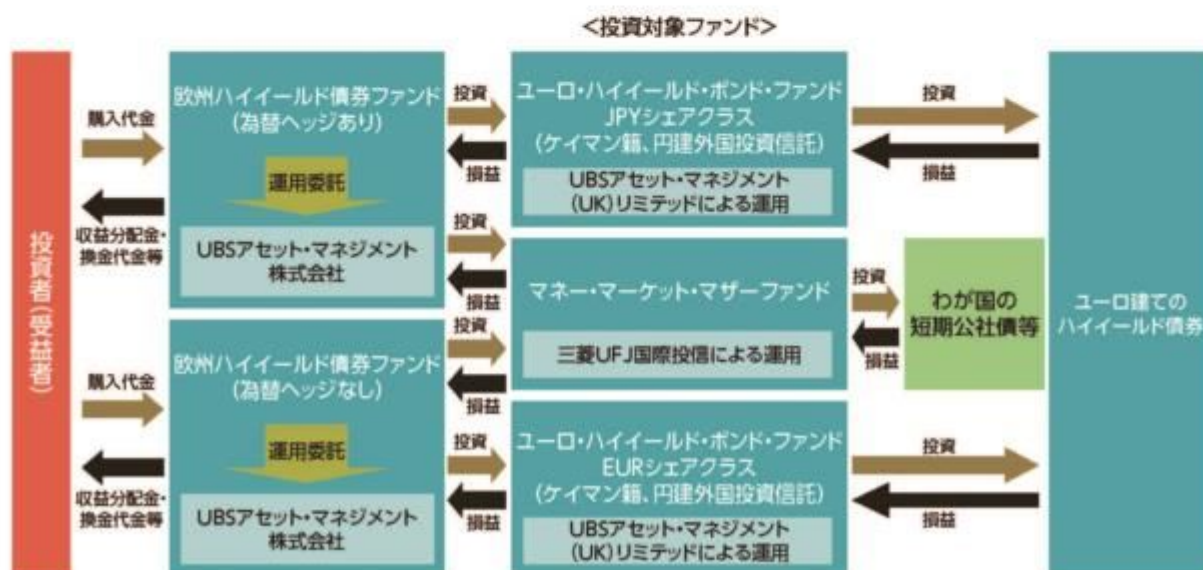 <投資対象ファンド>
投資者(受益者)
購入代金
収益分配金・
換金代金等
欧州ハイイールド債券ファンド
(為替ヘッジあり)
運用委託
UBSアセット・マネジメント
株式会社
投資
損益
ユーロ・ハイイールド・ボンド・ファンド
JPYシェアクラス
(ケイマン籍、円建外国投資信託)
UBSアセット・マネジメント
(UK)リミテッドによる運用
投資
損益
投資
損益
マネー・マーケット・マザーファンド
三菱UFJ国際投信による運用
投資
損益
わが国の
短期公社債等
ユーロ建ての
ハイイールド債券
購入代金
収益分配金・
換金代金等
欧州ハイイールド債券ファンド
(為替ヘッジなし)
運用委託
UBSアセット・マネジメント
株式会社
投資
損益
投資
損益
ユーロ・ハイイールド・ボンド・ファンド
EURシェアクラス
(ケイマン籍、円建外国投資信託)
UBSアセット・マネジメント
(UK)リミテッドによる運用
投資
損益